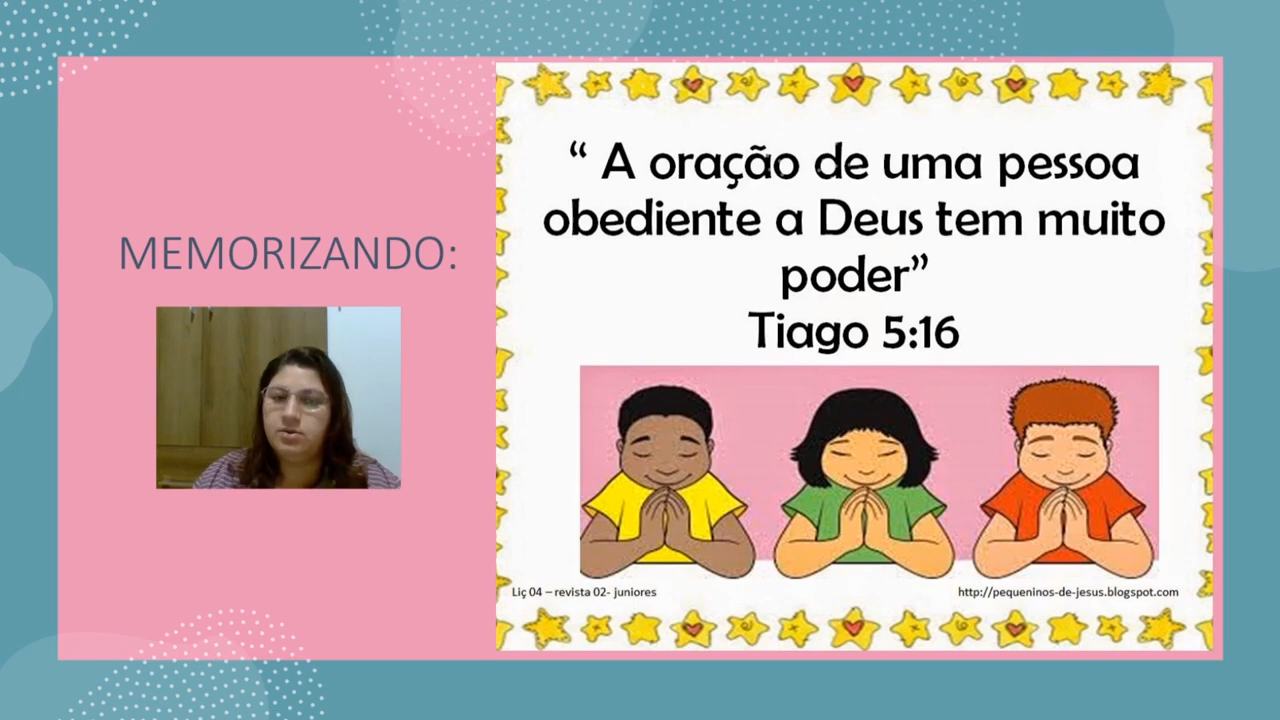 MEMORIZANDO:
“ A oração de uma pessoa
obediente a Deus tem muito
poder”
Tiago 5:16
Liç 04 – revista 02- juniores
http://pequeninos-de-jesus.blogspot.com